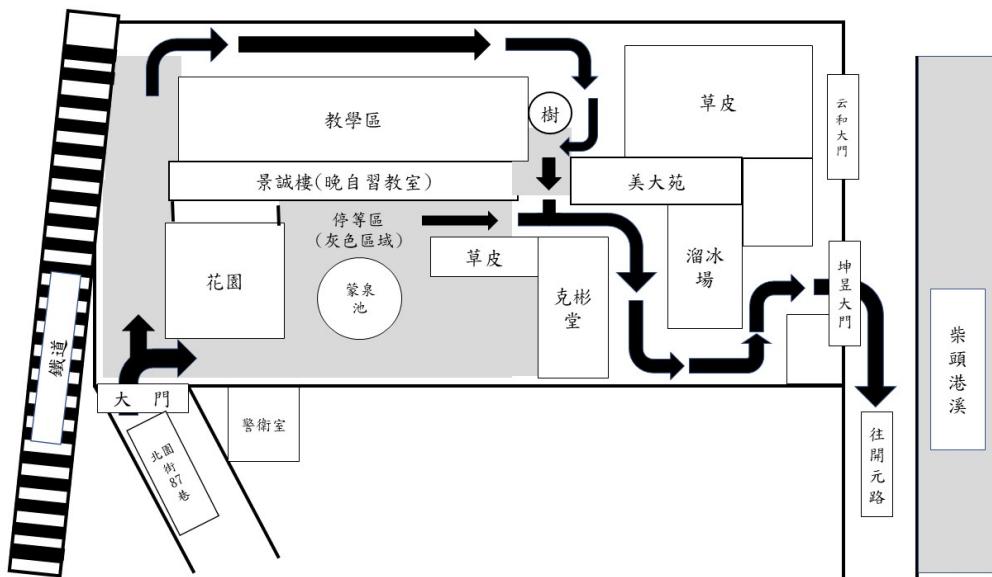 教學區
樹
草皮
云和大門
景誠樓(晚自習教室)
美大苑
停等區
(灰色區域)
草皮
花園
蒙泉池
克彬堂
溜冰場
坤昱大門
柴頭港溪
鐵道
大 門
警衛室
北園街87巷
往開元路